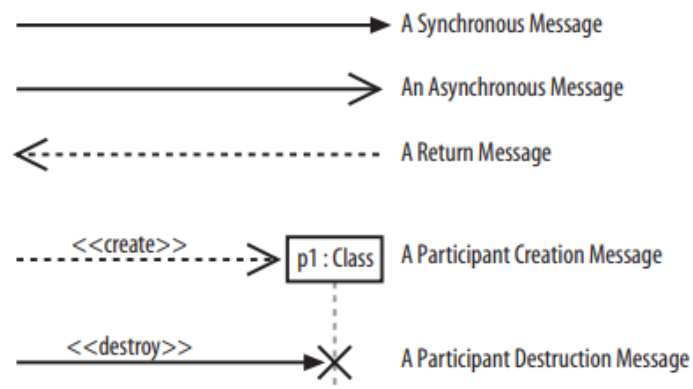 A Synchronous Message
An Asynchronous Message
A Return Message
<<create>>
p1 : Class
A Participant Creation Message
<<destroy>>
A Participant Destruction Message